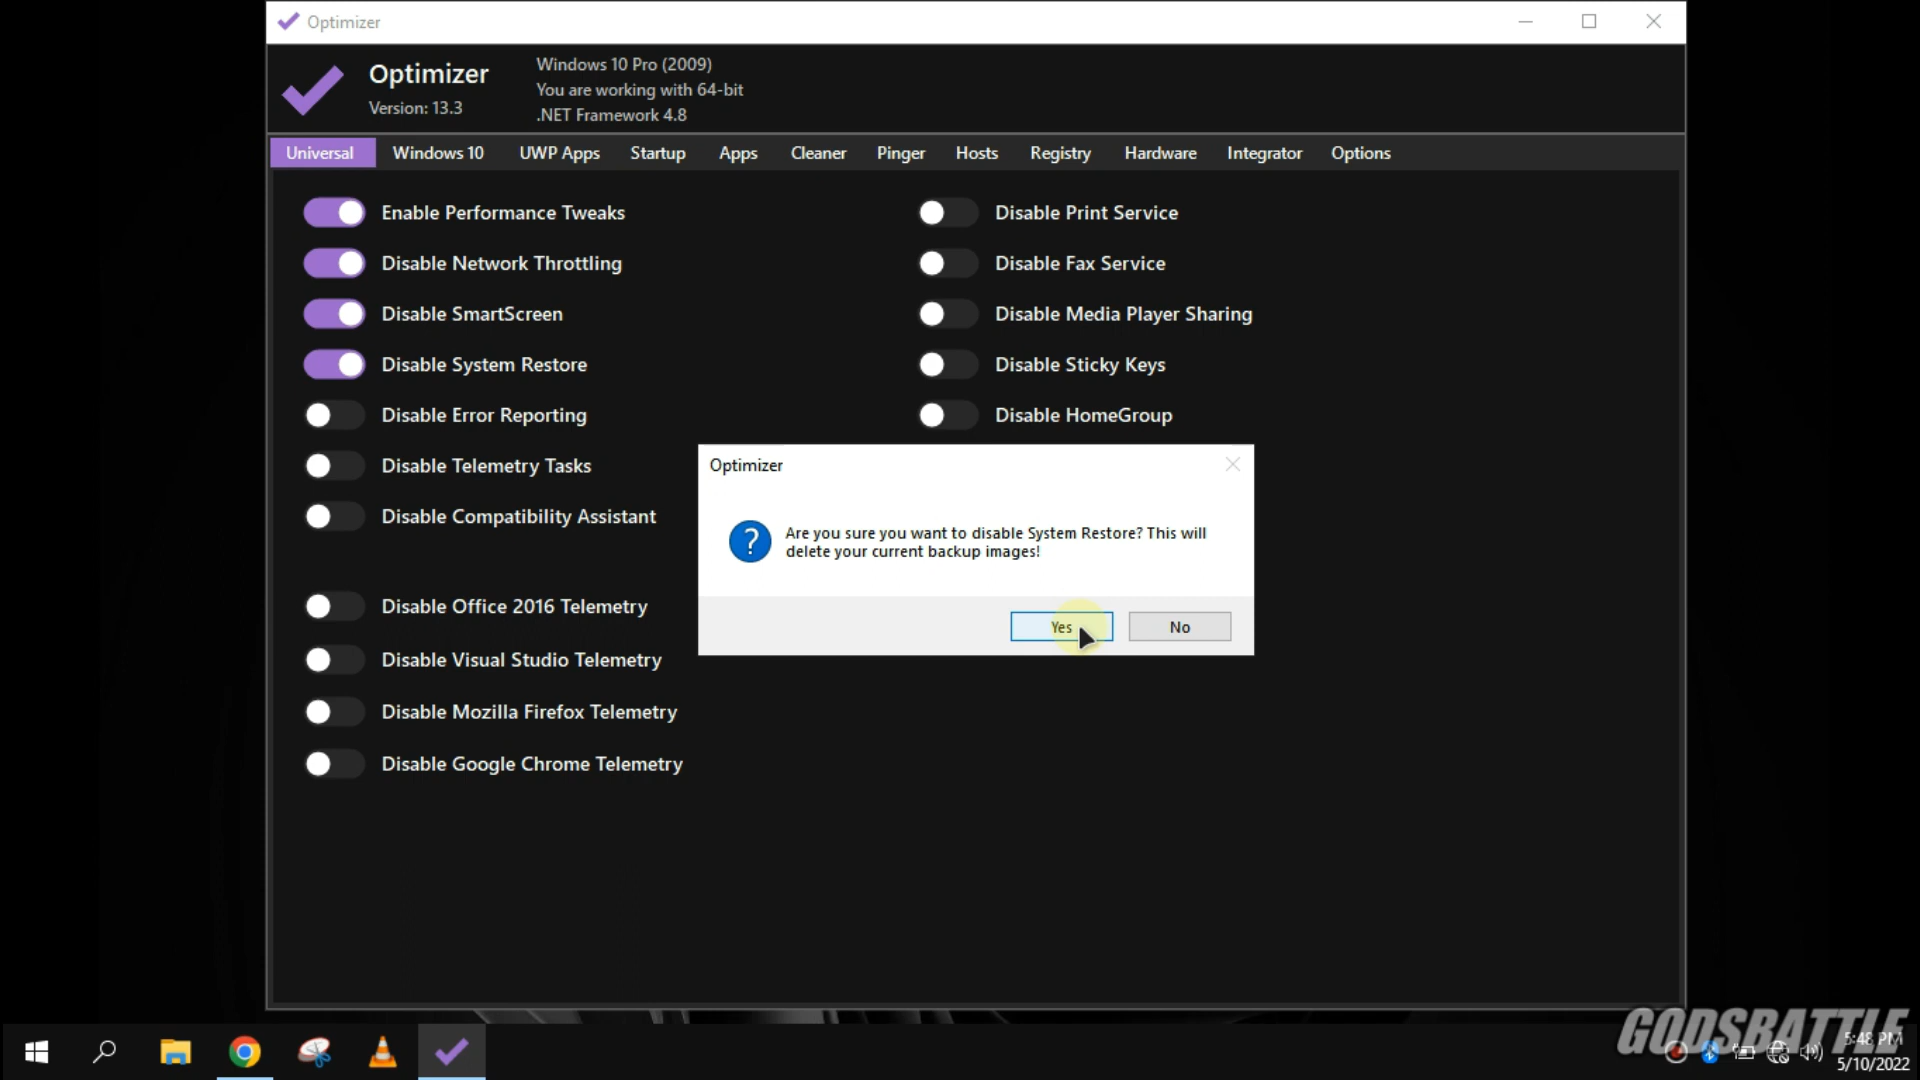 Optimizer
Optimizer
Version: 13.3
Windows 10 Pro (2009)
You are working with 64-bit
.NET Framework 4.8
Universal Windows 10 UWP Apps Startup Apps Cleaner Pinger Hosts Registry Hardware Integrator Options
Enable Performance Tweaks
Disable Network Throttling
Disable SmartScreen
Disable System Restore
Disable Error Reporting
Disable Telemetry Tasks
Disable Compatibility Assistant
Disable Office 2016 Telemetry
Disable Visual Studio Telemetry
Disable Mozilla Firefox Telemetry
Disable Google Chrome Telemetry
Disable Print Service
Disable Fax Service
Disable Media Player Sharing
Disable Sticky Keys
Disable HomeGroup
Optimizer
Are you sure you want to disable System Restore? This will
delete your current backup images!
Yes No
GODSBATTLE
5:48 PM
5/10/2022